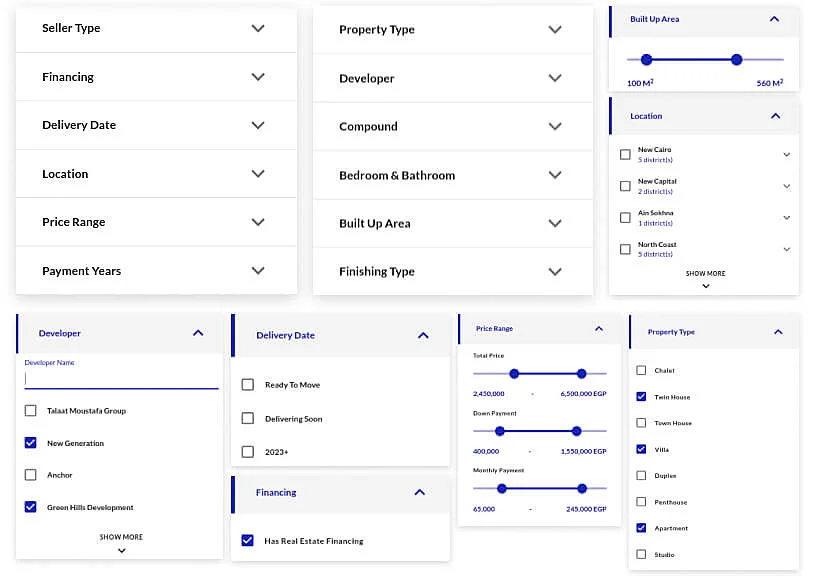 Seller Type
Financing
Delivery Date
Location
Price Range
Payment Years
Property Type
Developer
Compound
Bedroom & Bathroom
Built Up Area
Finishing Type
Built Up Area
100 M²
560 M²
Location
New Cairo
5 district(s)
New Capital
2 district(s)
Ain Sokhna
1 district(s)
North Coast
5 district(s)
SHOW MORE
Developer
Developer Name
Talaat Moustafa Group
New Generation
Anchor
Green Hills Development
SHOW MORE
Delivery Date
Ready To Move
Delivering Soon
2023+
Financing
Has Real Estate Financing
Price Range
Total Price
2,450,000 - 6,500,000 EGP
Down Payment
400,000 - 1,550,000 EGP
Monthly Payment
65,000 - 245,000 EGP
Property Type
Chalet
Twin House
Town House
Villa
Duplex
Penthouse
Apartment
Studio